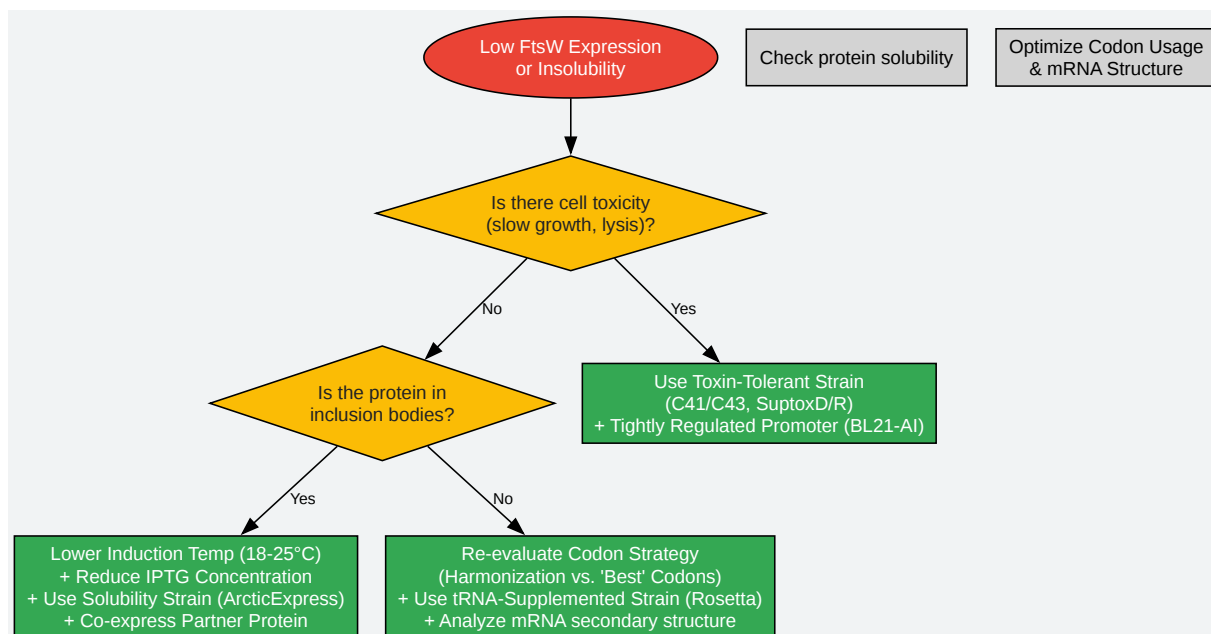 Low FtsW Expression
or Insolubility
Check protein solubility
Optimize Codon Usage
& mRNA Structure
Is there cell toxicity
(slow growth, lysis)?
No
Yes
Is the protein in
inclusion bodies?
Use Toxin-Tolerant Strain
(C41/C43, SuptoxD/R)
+ Tightly Regulated Promoter (BL21-AI)
Yes
No
Lower Induction Temp (18-25°C)
+ Reduce IPTG Concentration
+ Use Solubility Strain (ArcticExpress)
+ Co-express Partner Protein
Re-evaluate Codon Strategy
(Harmonization vs. 'Best' Codons)
+ Use tRNA-Supplemented Strain (Rosetta)
+ Analyze mRNA secondary structure